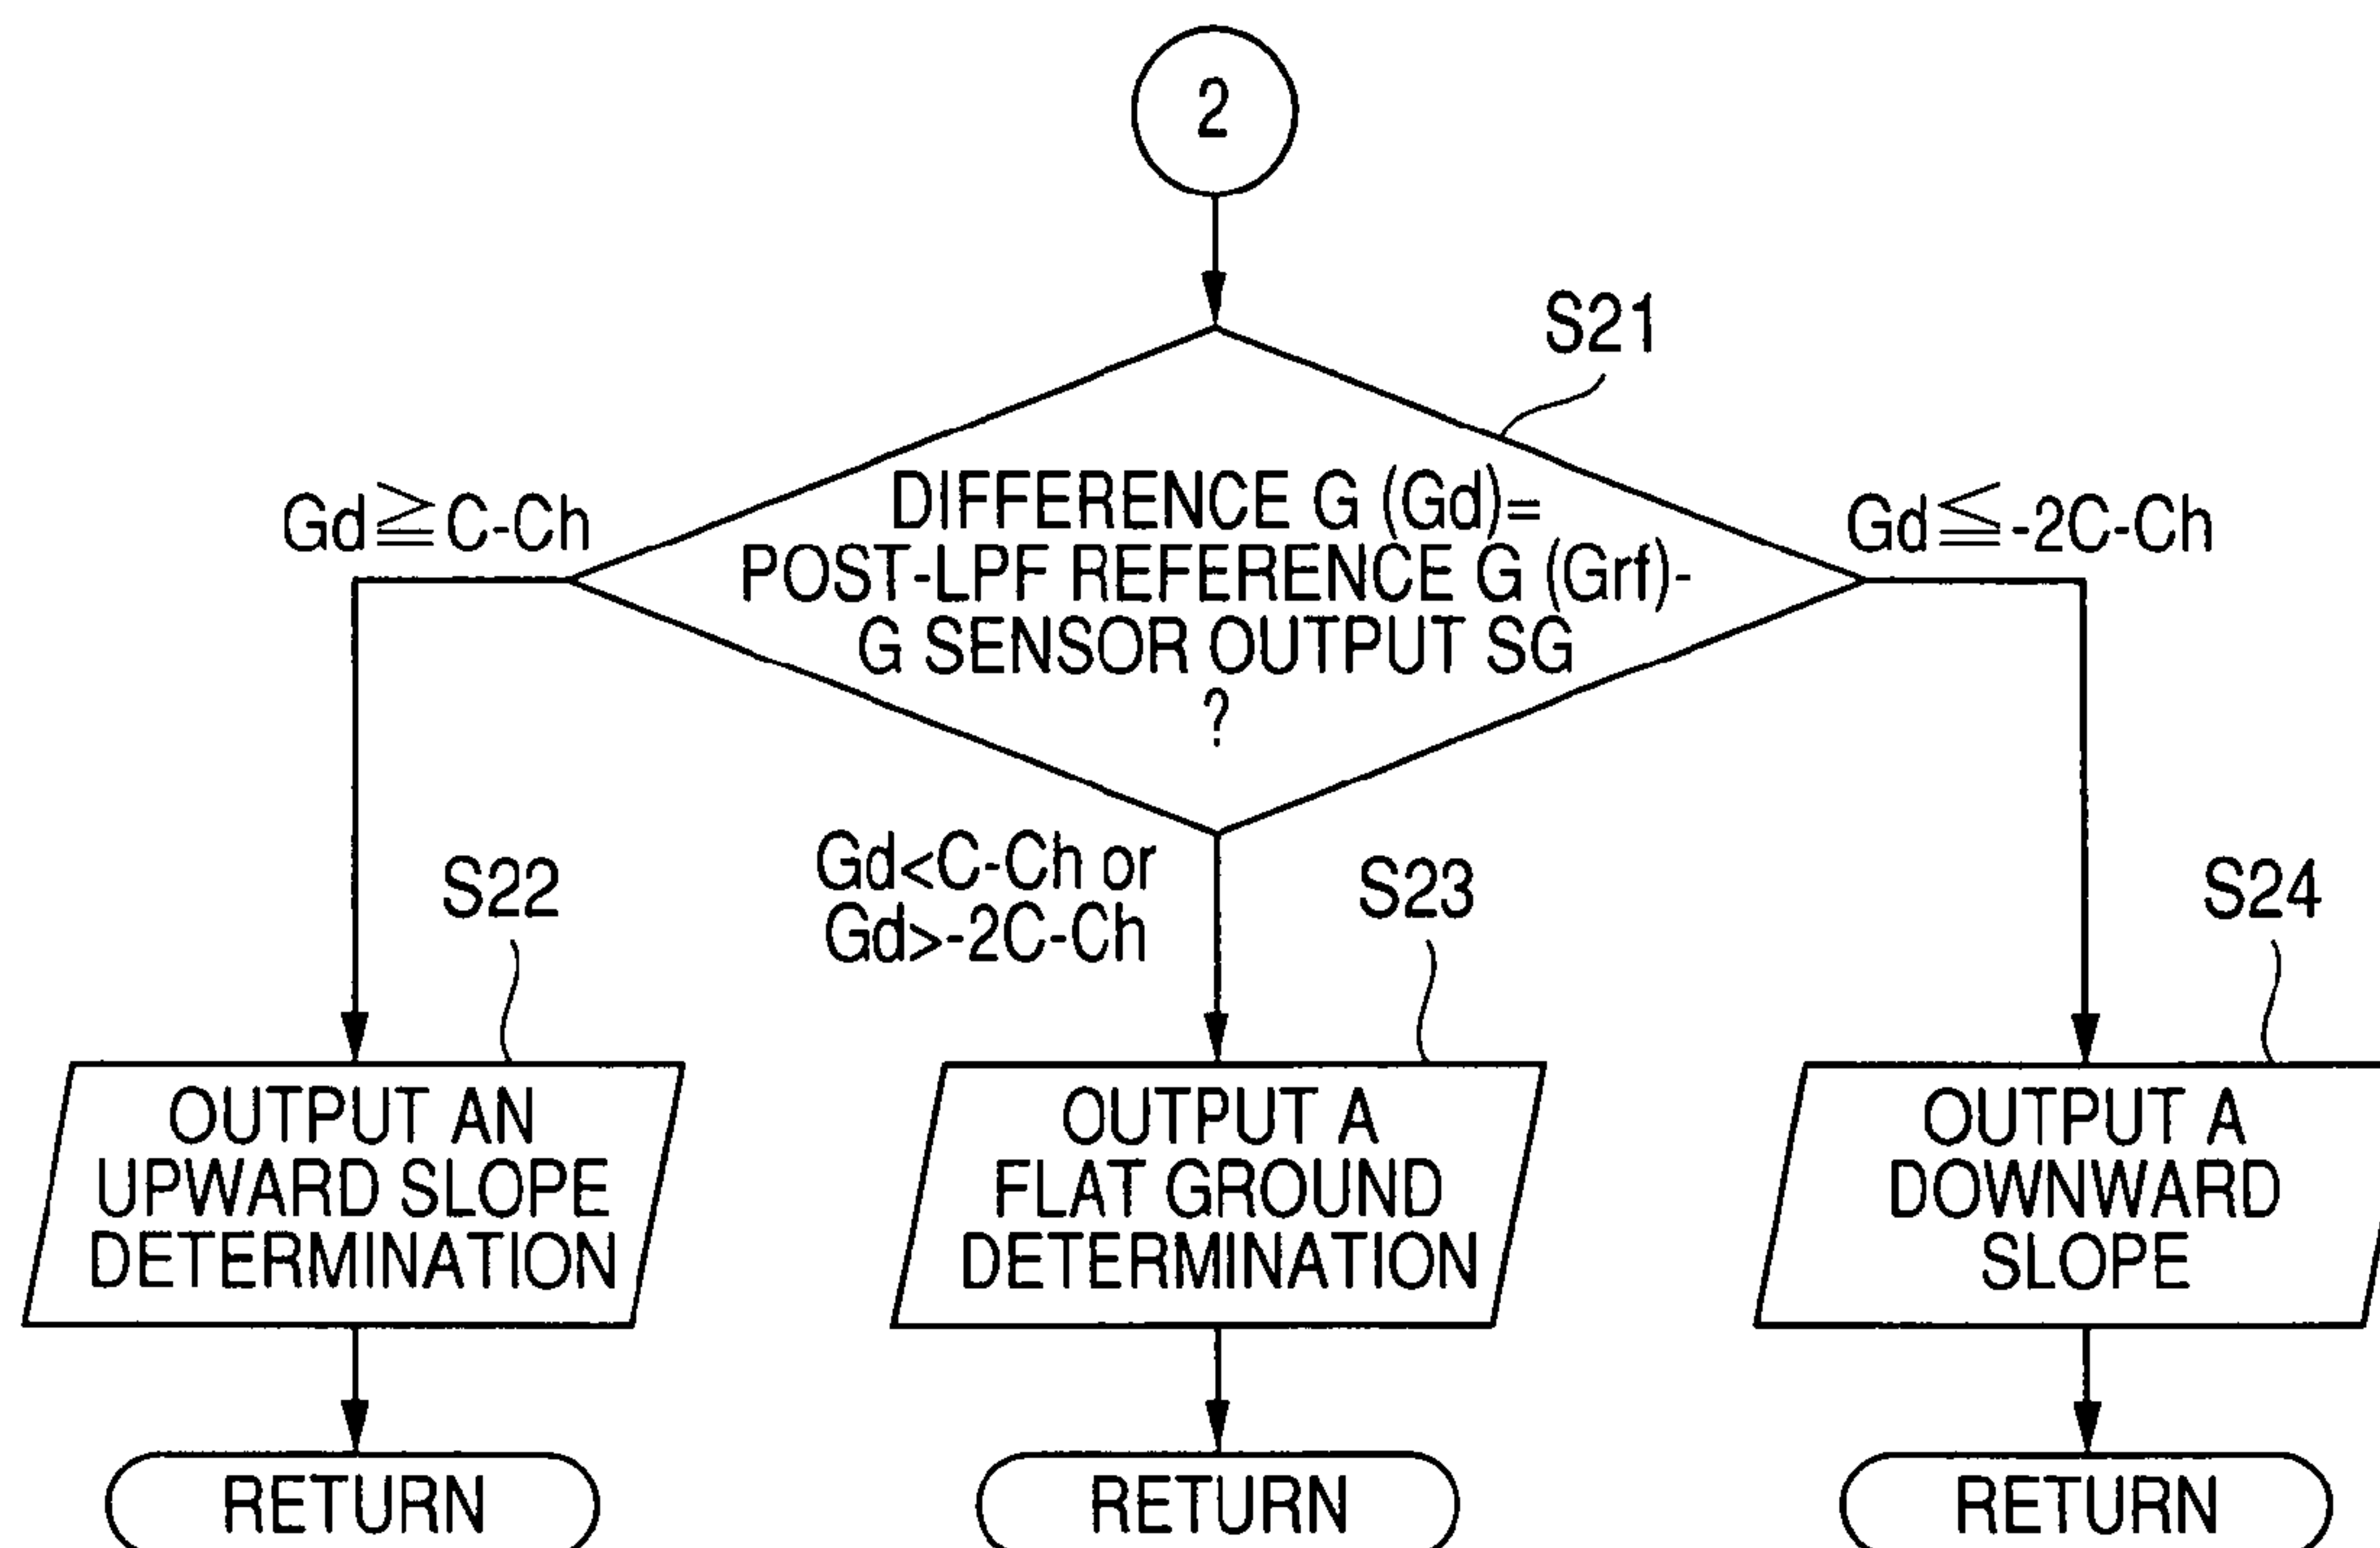 2
S21
Gd≧C-Ch
DIFFERENCE G (Gd)=
POST-LPF REFERENCE G (Grf)-
G SENSOR OUTPUT SG
?
Gd≦-2C-Ch
Gd<C-Ch or
Gd>-2C-Ch
S22
S23
S24
OUTPUT AN
UPWARD SLOPE
DETERMINATION
OUTPUT A
FLAT GROUND
DETERMINATION
OUTPUT A
DOWNWARD
SLOPE
RETURN
RETURN
RETURN